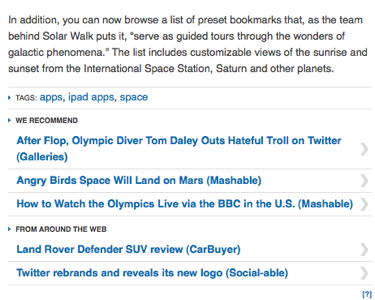 In addition, you can now browse a list of preset bookmarks that, as the team
behind Solar Walk puts it, “serve as guided tours through the wonders of
galactic phenomena.” The list includes customizable views of the sunrise and
sunset from the International Space Station, Saturn and other planets.
TAGS: apps, ipad apps, space
WE RECOMMEND
After Flop, Olympic Diver Tom Daley Outs Hateful Troll on Twitter
(Galleries)
Angry Birds Space Will Land on Mars (Mashable)
How to Watch the Olympics Live via the BBC in the U.S. (Mashable)
FROM AROUND THE WEB
Land Rover Defender SUV review (CarBuyer)
Twitter rebrands and reveals its new logo (Social-able)
[?]